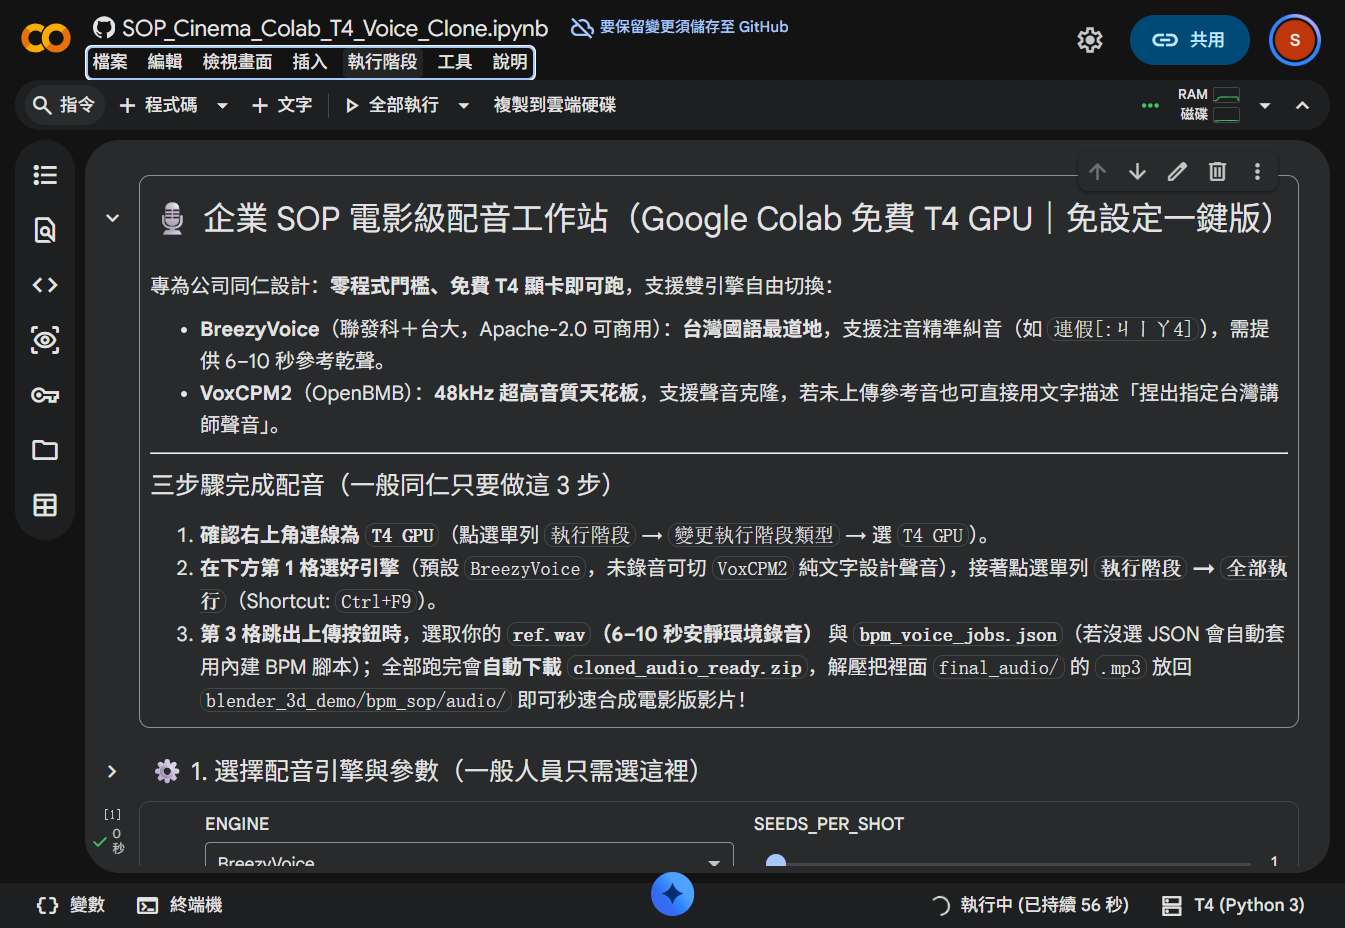 SOP_Cinema_Colab_T4_Voice_Clone.ipynb
要保留變更須儲存至 GitHub
檔案 編輯 檢視畫面 插入 執行階段 工具 說明
共用
S
指令 + 程式碼 + 文字 全部執行 複製到雲端硬碟
RAM
磁碟
企業 SOP 電影級配音工作站（Google Colab 免費 T4 GPU｜免設定一鍵版）
專為公司同仁設計：零程式門檻、免費 T4 顯卡即可跑，支援雙引擎自由切換：
• BreezyVoice（聯發科＋台大，Apache-2.0 可商用）：台灣國語最道地，支援注音精準糾音（如 連假[:ㄐㄧㄚ4]），需提
供 6–10 秒參考乾聲。
• VoxCPM2（OpenBMB）：48kHz 超高音質天花板，支援聲音克隆，若未上傳參考音也可直接用文字描述「捏出指定台灣講
師聲音」。
三步驟完成配音（一般同仁只要做這 3 步）
1. 確認右上角連線為 T4 GPU（點選單列 執行階段 → 變更執行階段類型 → 選 T4 GPU）。
2. 在下方第 1 格選好引擎（預設 BreezyVoice，未錄音可切 VoxCPM2 純文字設計聲音），接著點選單列 執行階段 → 全部執
行（Shortcut: Ctrl+F9）。
3. 第 3 格跳出上傳按鈕時，選取你的 ref.wav（6–10 秒安靜環境錄音） 與 bpm_voice_jobs.json（若沒選 JSON 會自動套
用內建 BPM 腳本）；全部跑完會自動下載 cloned_audio_ready.zip，解壓把裡面 final_audio/ 的 .mp3 放回
blender_3d_demo/bpm_sop/audio/ 即可秒速合成電影版影片！
1. 選擇配音引擎與參數（一般人員只需選這裡）
[1]
0
秒
ENGINE
SEEDS_PER_SHOT
BreezyVoice
1
變數 終端機
執行中 (已持續 56 秒) T4 (Python 3)